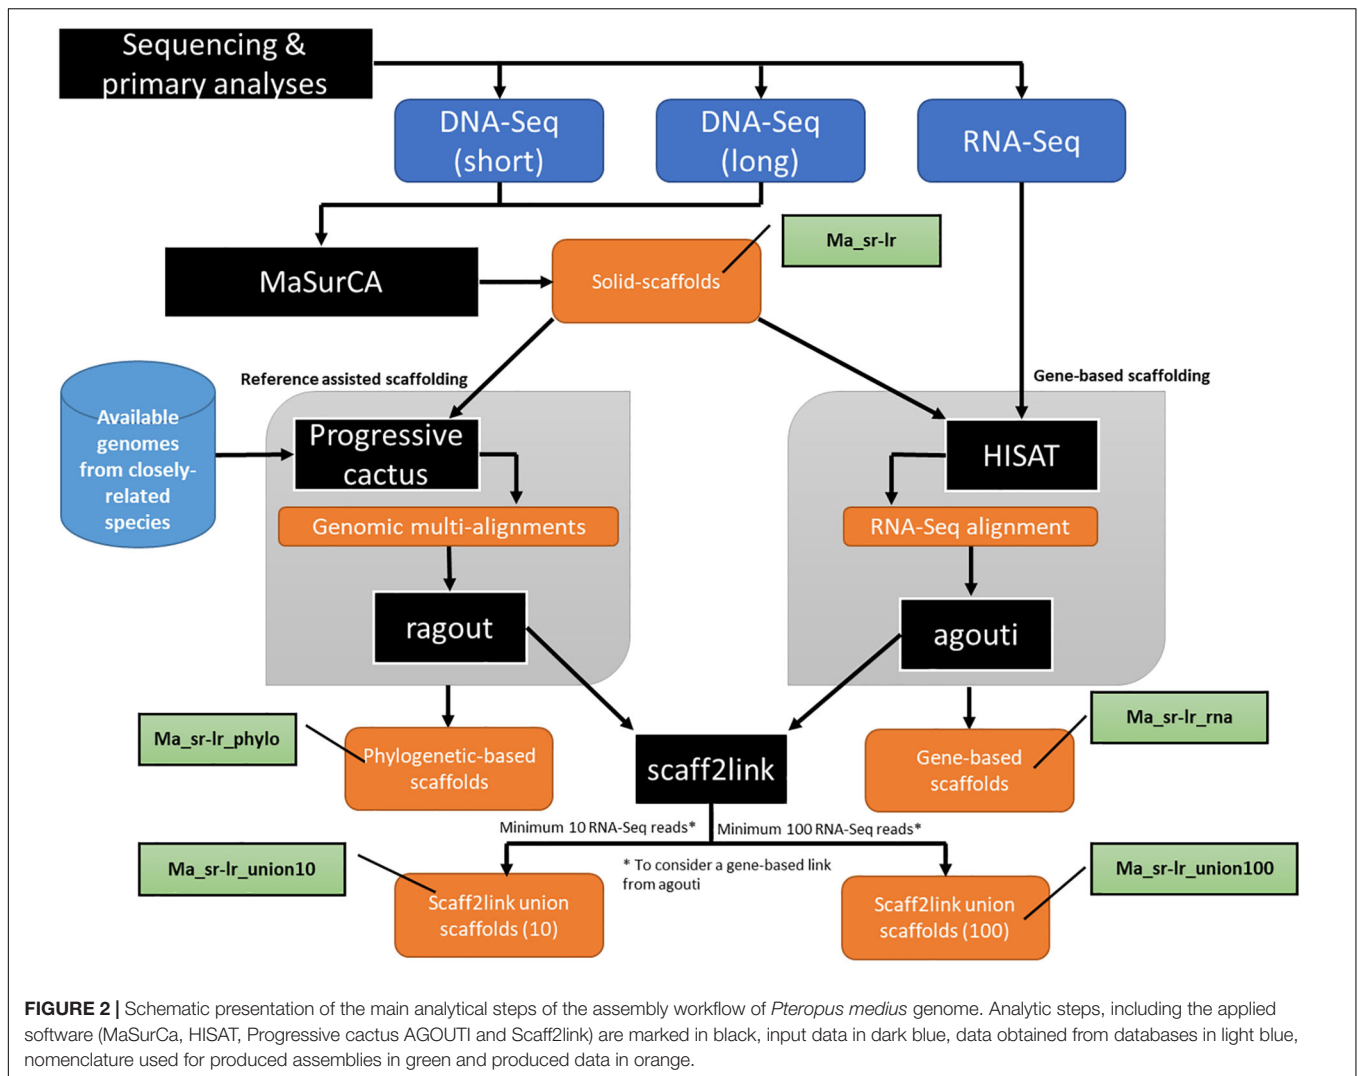 Sequencing &
primary analyses
DNA-Seq
(short)
DNA-Seq
(long)
RNA-Seq
Ma_sr-lr
MaSurCA
Solid-scaffolds
Reference assisted scaffolding
Gene-based scaffolding
Available
genomes
from closely-
related
species
Progressive
cactus
HISAT
Genomic multi-alignments
RNA-Seq alignment
ragout
agouti
Ma_sr-lr_phylo
Phylogenetic-based
scaffolds
scaff2link
Gene-based
scaffolds
Ma_sr-lr_rna
Minimum 10 RNA-Seq reads*
Minimum 100 RNA-Seq reads*
* To consider a gene-based link
from agouti
Ma_sr-lr_union10
Scaff2link union
scaffolds (10)
Scaff2link union
scaffolds (100)
Ma_sr-lr_union100
FIGURE 2 | Schematic presentation of the main analytical steps of the assembly workflow of Pteropus medius genome. Analytic steps, including the applied
software (MaSurCa, HISAT, Progressive cactus AGOUTI and Scaff2link) are marked in black, input data in dark blue, data obtained from databases in light blue,
nomenclature used for produced assemblies in green and produced data in orange.